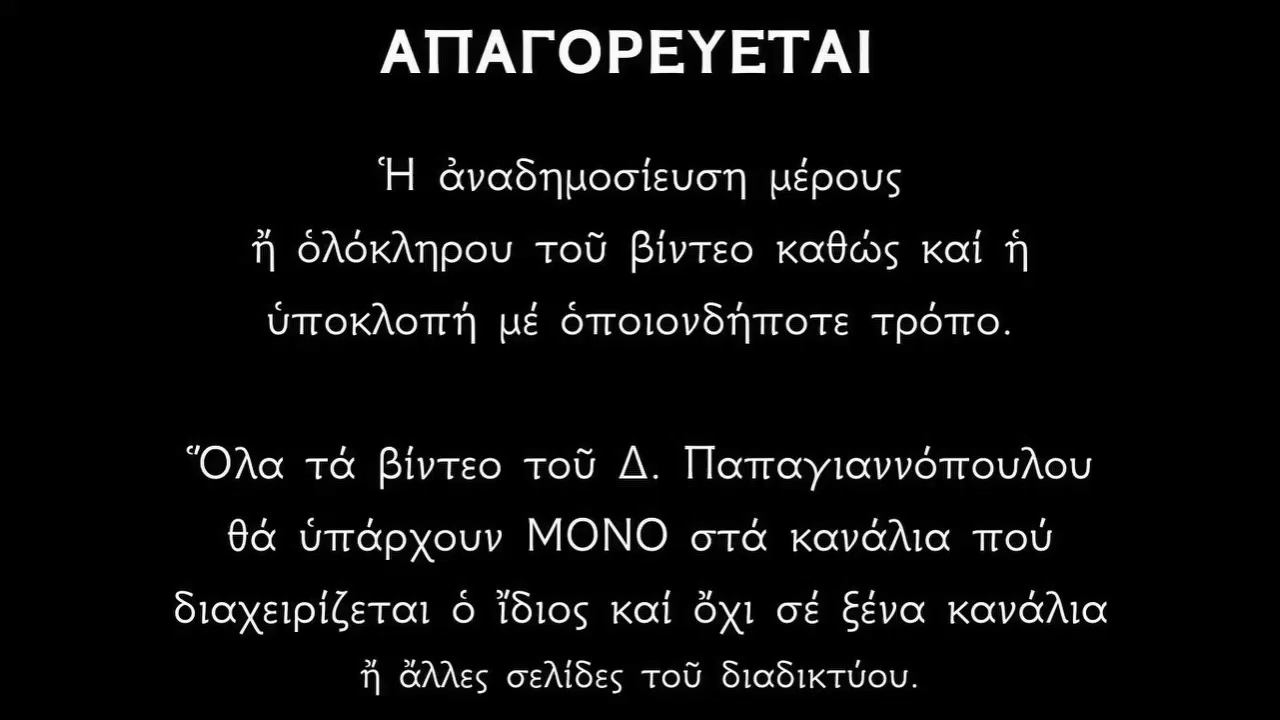 ΑΠΑΓΟΡΕΥΕΤΑΙ
Ἡ ἀναδημοσίευση μέρους
ἤ ὁλόκληρου τοῦ βίντεο καθώς καί ἡ
ὑποκλοπή μέ ὁποιονδήποτε τρόπο.
Ὅλα τά βίντεο τοῦ Δ. Παπαγιαννόπουλου
θά ὑπάρχουν ΜΟΝΟ στά κανάλια πού
διαχειρίζεται ὁ ἴδιος καί ὄχι σέ ξένα κανάλια
ἤ ἄλλες σελίδες τοῦ διαδικτύου.